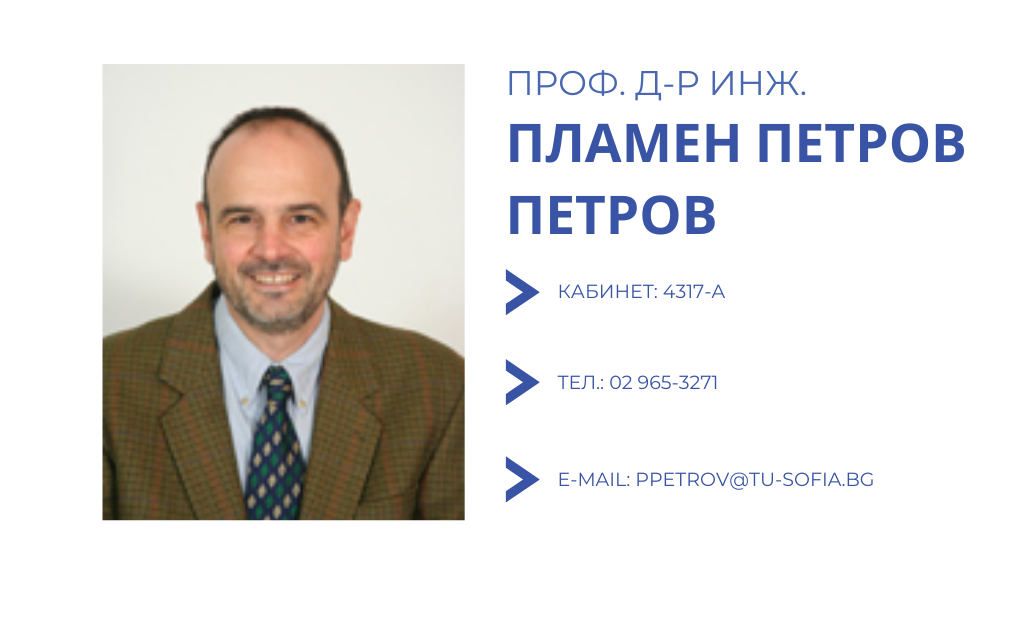 ПРОФ. Д-Р ИНЖ.
ПЛАМЕН ПЕТРОВ
ПЕТРОВ
КАБИНЕТ: 4317-А
ТЕЛ.: 02 965-3271
E-MAIL: PPETROV@TU-SOFIA.BG